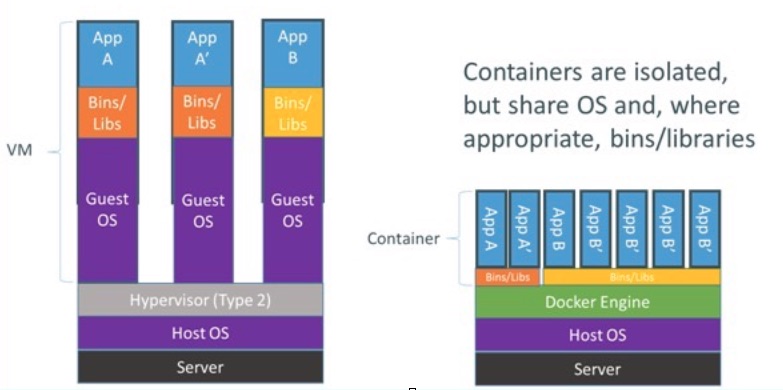 VM
App
A
App
A’
App
B
Bins/
Libs
Bins/
Libs
Bins/
Libs
Guest
OS
Guest
OS
Guest
OS
Hypervisor (Type 2)
Host OS
Server
Containers are isolated,
but share OS and, where
appropriate, bins/libraries
Container
App A
App A’
App B
App B’
App B’
App B’
App B’
Bins/Libs
Bins/Libs
Docker Engine
Host OS
Server